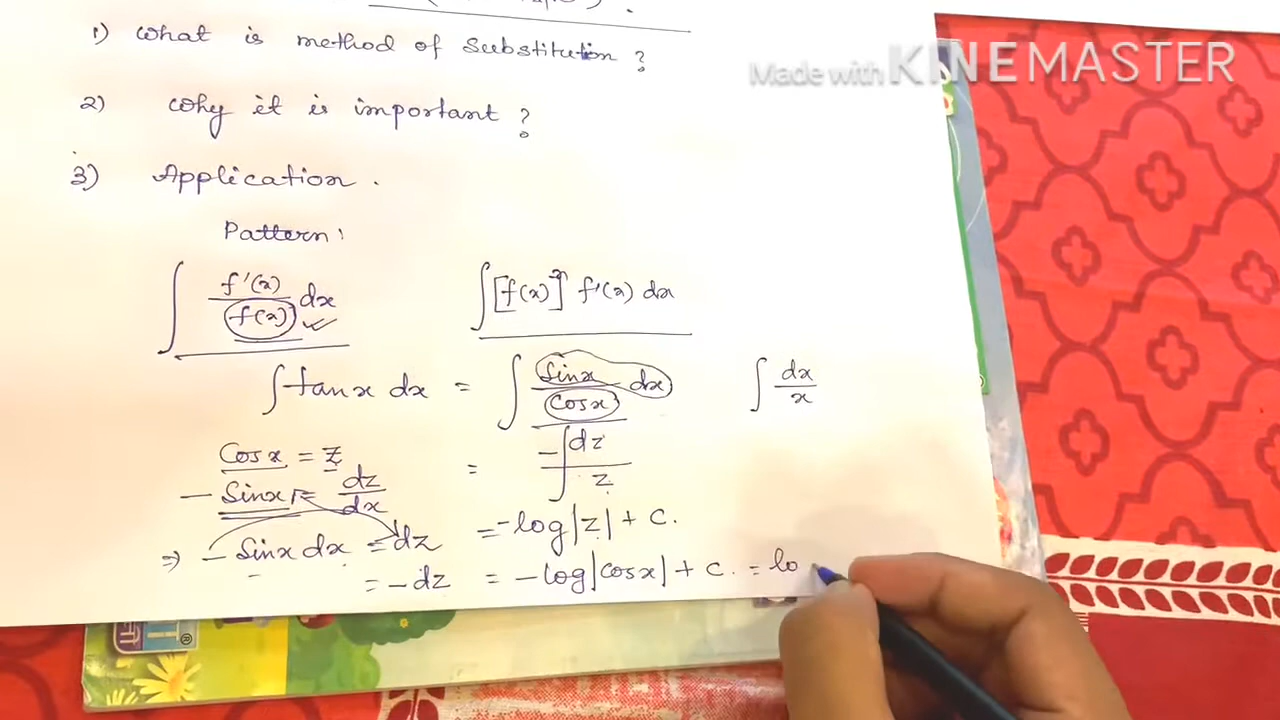 1) What is method of Substitution ?
Made with KINEMASTER
2) Why it is important ?
3) Application .
Pattern :
∫ f'(x) / f(x) dx ✓ ∫ [f(x)]ⁿ f'(x) dx
∫ tan x dx = ∫ Sin x / Cos x dx ∫ dx / x
Cos x = Z = -∫ dz / z
- Sin x = dz / dx
= -log |z| + C.
⇒ - Sin x dx = dz
= - dz = - log |Cos x| + C. = lo